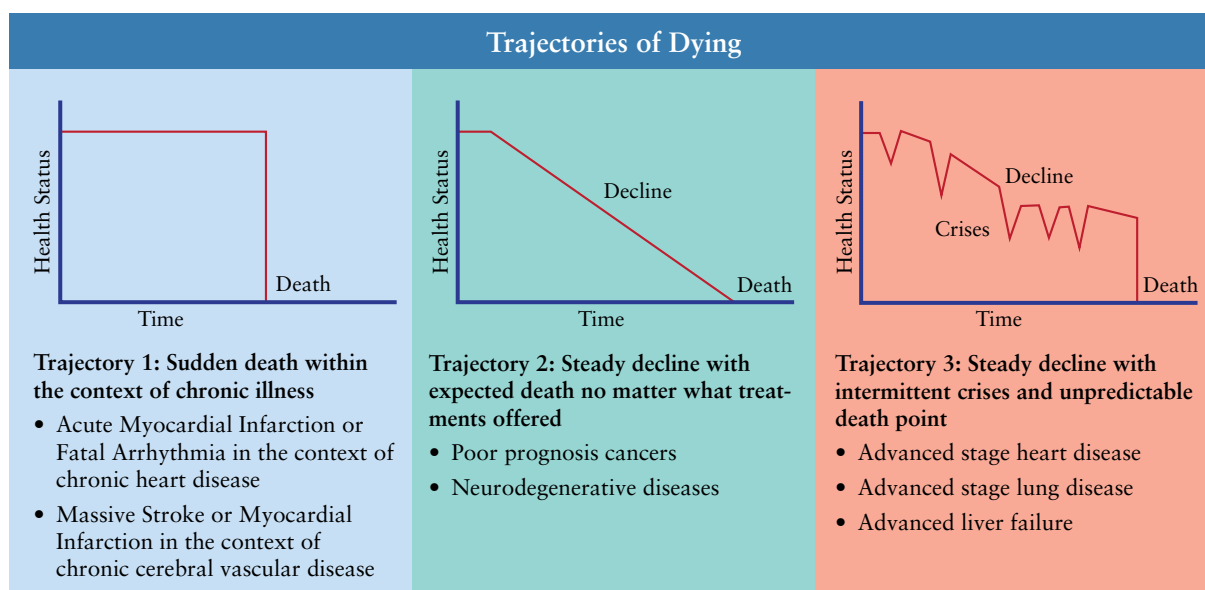 Trajectories of Dying
Health Status
Death
Time
Trajectory 1: Sudden death within
the context of chronic illness
• Acute Myocardial Infarction or
Fatal Arrhythmia in the context of
chronic heart disease
• Massive Stroke or Myocardial
Infarction in the context of
chronic cerebral vascular disease
Health Status
Decline
Death
Time
Trajectory 2: Steady decline with
expected death no matter what treat-
ments offered
• Poor prognosis cancers
• Neurodegenerative diseases
Health Status
Decline
Crises
Death
Time
Trajectory 3: Steady decline with
intermittent crises and unpredictable
death point
• Advanced stage heart disease
• Advanced stage lung disease
• Advanced liver failure